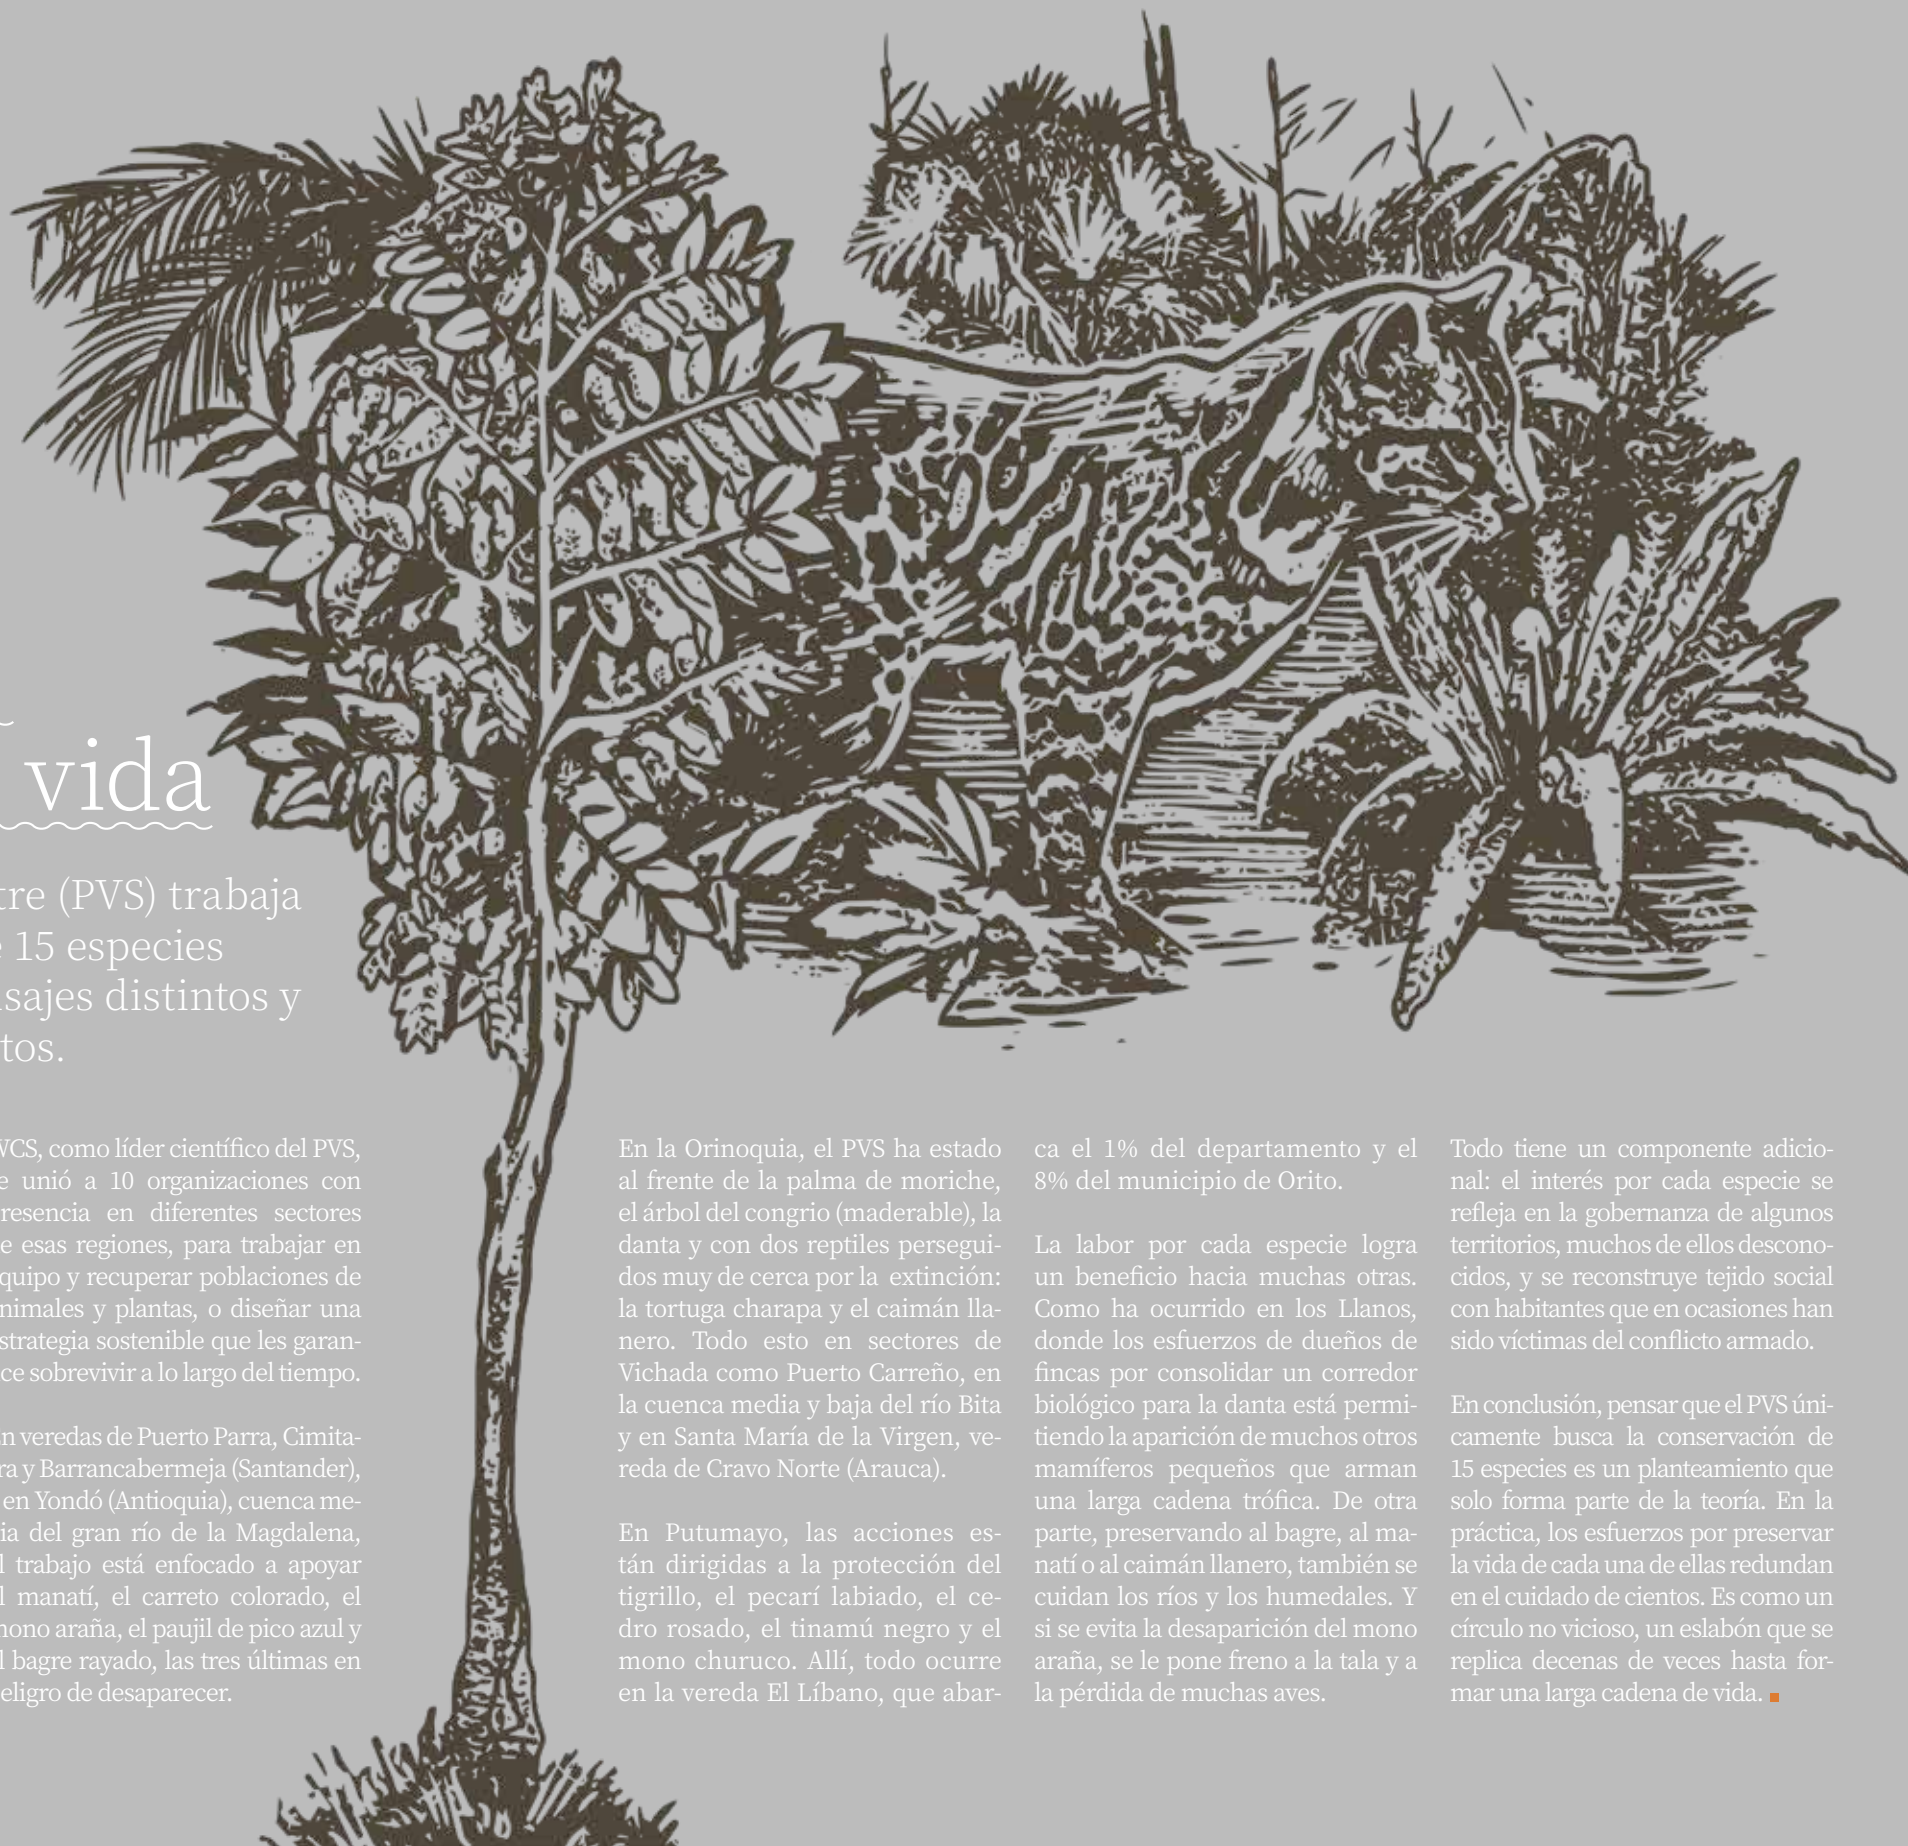 vida
(PVS) trabaja
15 especies
distintos y
como líder científico del PVS,
unió a 10 organizaciones con
en diferentes sectores
esas regiones, para trabajar en
y recuperar poblaciones de
y plantas, o diseñar una
sostenible que les garan-
sobrevivir a lo largo del tiempo.
veredas de Puerto Parra, Cimita-
y Barrancabermeja (Santander),
en Yondó (Antioquia), cuenca me-
del gran río de la Magdalena,
trabajo está enfocado a apoyar
manatí, el carreto colorado, el
araña, el paujil de pico azul y
bagre rayado, las tres últimas en
de desaparecer.
En la Orinoquia, el PVS ha estado
al frente de la palma de moriche,
el árbol del congrio (maderable), la
danta y con dos reptiles persegui-
dos muy de cerca por la extinción:
la tortuga charapa y el caimán lla-
nero. Todo esto en sectores de
Vichada como Puerto Carreño, en
la cuenca media y baja del río Bita
y en Santa María de la Virgen, ve-
reda de Cravo Norte (Arauca).
En Putumayo, las acciones es-
tán dirigidas a la protección del
tigrillo, el pecarí labiado, el ce-
dro rosado, el tinamú negro y el
mono churuco. Allí, todo ocurre
en la vereda El Líbano, que abar-
ca el 1% del departamento y el
8% del municipio de Orito.
La labor por cada especie logra
un beneficio hacia muchas otras.
Como ha ocurrido en los Llanos,
donde los esfuerzos de dueños de
fincas por consolidar un corredor
biológico para la danta está permi-
tiendo la aparición de muchos otros
mamíferos pequeños que arman
una larga cadena trófica. De otra
parte, preservando al bagre, al ma-
natí o al caimán llanero, también se
cuidan los ríos y los humedales. Y
si se evita la desaparición del mono
araña, se le pone freno a la tala y a
la pérdida de muchas aves.
Todo tiene un componente adicio-
nal: el interés por cada especie se
refleja en la gobernanza de algunos
territorios, muchos de ellos descono-
cidos, y se reconstruye tejido social
con habitantes que en ocasiones han
sido víctimas del conflicto armado.
En conclusión, pensar que el PVS úni-
camente busca la conservación de
15 especies es un planteamiento que
solo forma parte de la teoría. En la
práctica, los esfuerzos por preservar
la vida de cada una de ellas redundan
en el cuidado de cientos. Es como un
círculo no vicioso, un eslabón que se
replica decenas de veces hasta for-
mar una larga cadena de vida.